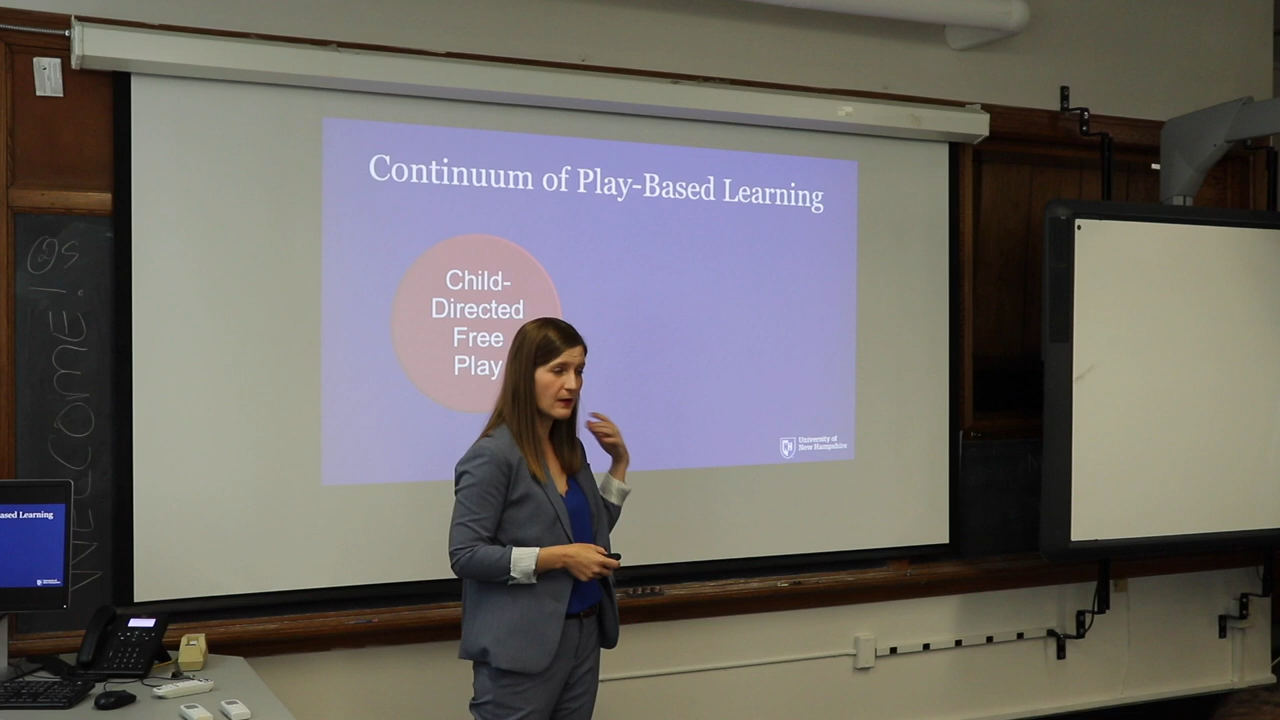 Continuum of Play-Based Learning
Child-
Directed
Free
Play
University of
New Hampshire
WELCOME!
ased Learning